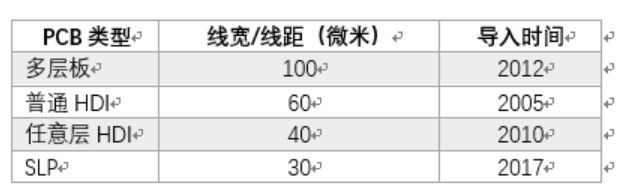 PCB 类型 线宽/线距（微米） 导入时间
多层板 100 2012
普通 HDI 60 2005
任意层 HDI 40 2010
SLP 30 2017